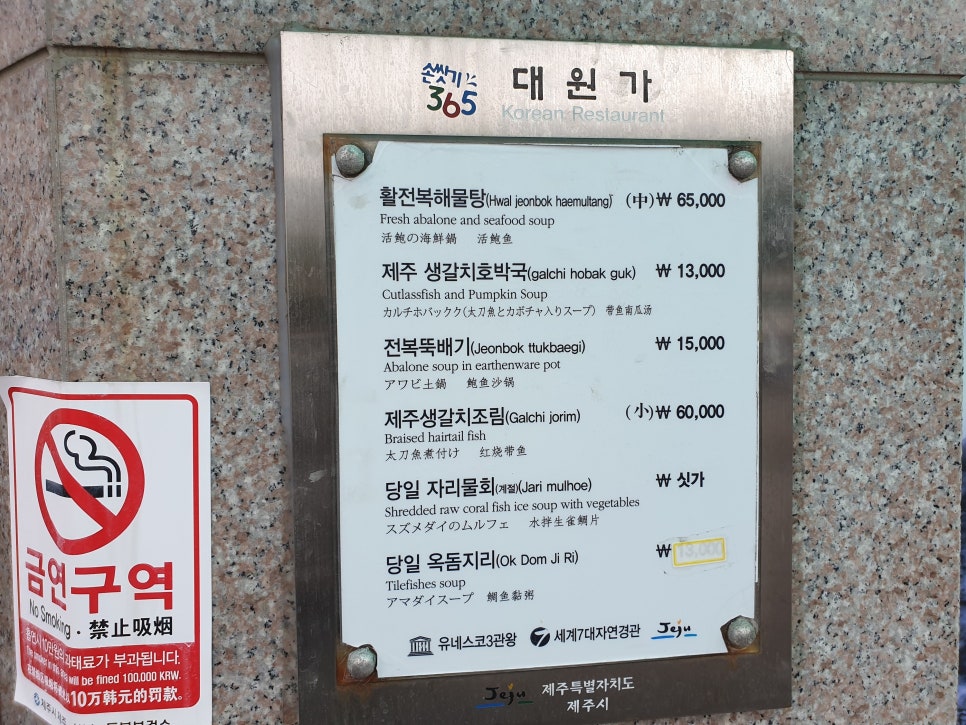 손씻기
365
대원가
Korean Restaurant
활전복해물탕(Hwal jeonbok haemultang) (中)₩ 65,000
Fresh abalone and seafood soup
活鮑の海鮮鍋 活鲍鱼
제주 생갈치호박국(galchi hobak guk) ₩ 13,000
Cutlassfish and Pumpkin Soup
カルチホバックク(太刀魚とカボチャ入りスープ) 带鱼南瓜汤
전복뚝배기(Jeonbok ttukbaegi) ₩ 15,000
Abalone soup in earthenware pot
アワビ土鍋 鲍鱼沙锅
제주생갈치조림(Galchi jorim) (小)₩ 60,000
Braised hairtail fish
太刀魚煮付け 红烧带鱼
당일 자리물회(계절)(Jari mulhoe) ₩ 싯가
Shredded raw coral fish ice soup with vegetables
スズメダイのムルフェ 水拌生雀鲷片
당일 옥돔지리(Ok Dom Ji Ri) ₩ 13,000
Tilefishes soup
アマダイスープ 鲷鱼黏粥
유네스코3관왕 7 세계7대자연경관 Jeju
Jeju 제주특별자치도
제주시
금연구역
No Smoking · 禁止吸烟
10만원의 과태료가 부과됩니다.
will be fined 100,000 KRW.
10万韩元的罚款。